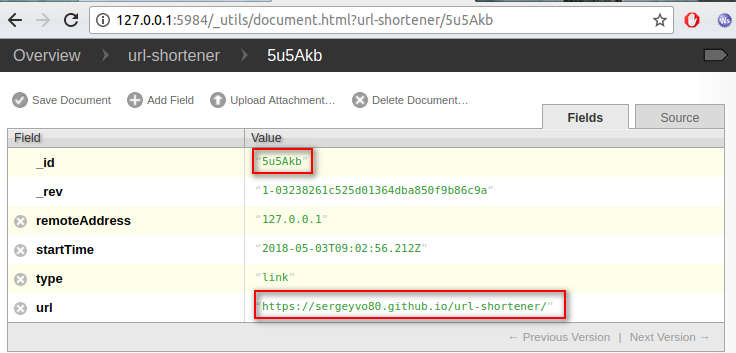 127.0.0.1:5984/_utils/document.html?url-shortener/5u5Akb
Overview url-shortener 5u5Akb
Save Document Add Field Upload Attachment… Delete Document…
Fields Source
Field Value
_id "5u5Akb"
_rev "1-03238261c525d01364dba850f9b86c9a"
remoteAddress "127.0.0.1"
startTime "2018-05-03T09:02:56.212Z"
type "link"
url "https://sergeyvo80.github.io/url-shortener/"
← Previous Version | Next Version →